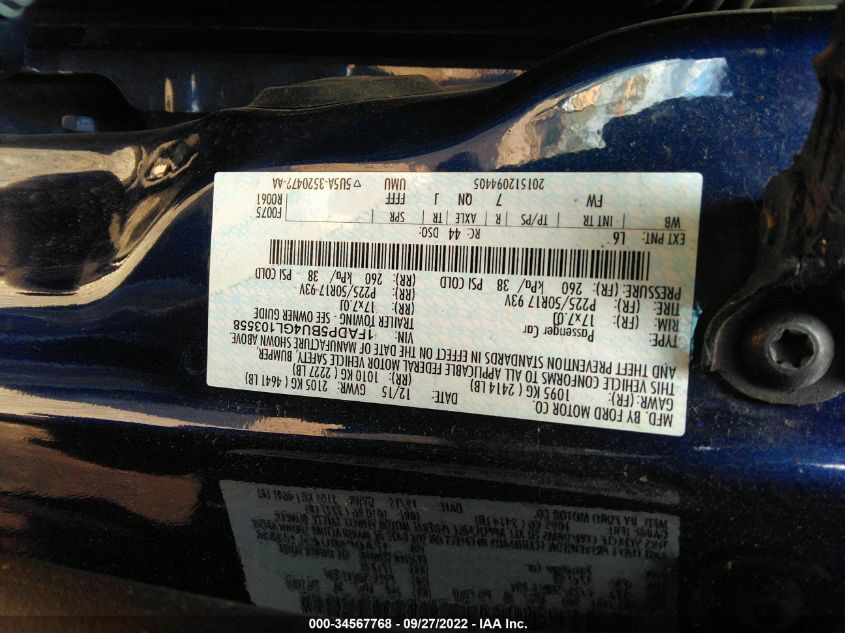 MFD. BY FORD MOTOR CO.
DATE: 12/15 GVWR: 2105 KG ( 4641 LB)
GAWR: (FR) 1095 KG ( 2414 LB) (RR): 1010 KG ( 2227 LB)
THIS VEHICLE CONFORMS TO ALL APPLICABLE FEDERAL MOTOR VEHICLE SAFETY, BUMPER,
AND THEFT PREVENTION STANDARDS IN EFFECT ON THE DATE OF MANUFACTURE SHOWN ABOVE
VIN: 1FADP5BU4GL103558
Passenger Car TRAILER TOWING - SEE OWNER GUIDE
RIM: (FR) 17x7.0J (RR): 17x7.0J
TIRE: (FR) P225/50R17 93V (RR): P225/50R17 93V
PRESSURE: (FR): 260 kPa/ 38 PSI COLD (RR): 260 kPa/ 38 PSI COLD
EXT PNT: L6 RC: 44 DSO: F0075
WB INT TR TP/PS R AXLE TR SPR R0061
FW 7 QN J FFFF
201512094405 UMU ▽ 5U5A-3520472-AA
000-34567768 - 09/27/2022 - IAA Inc.